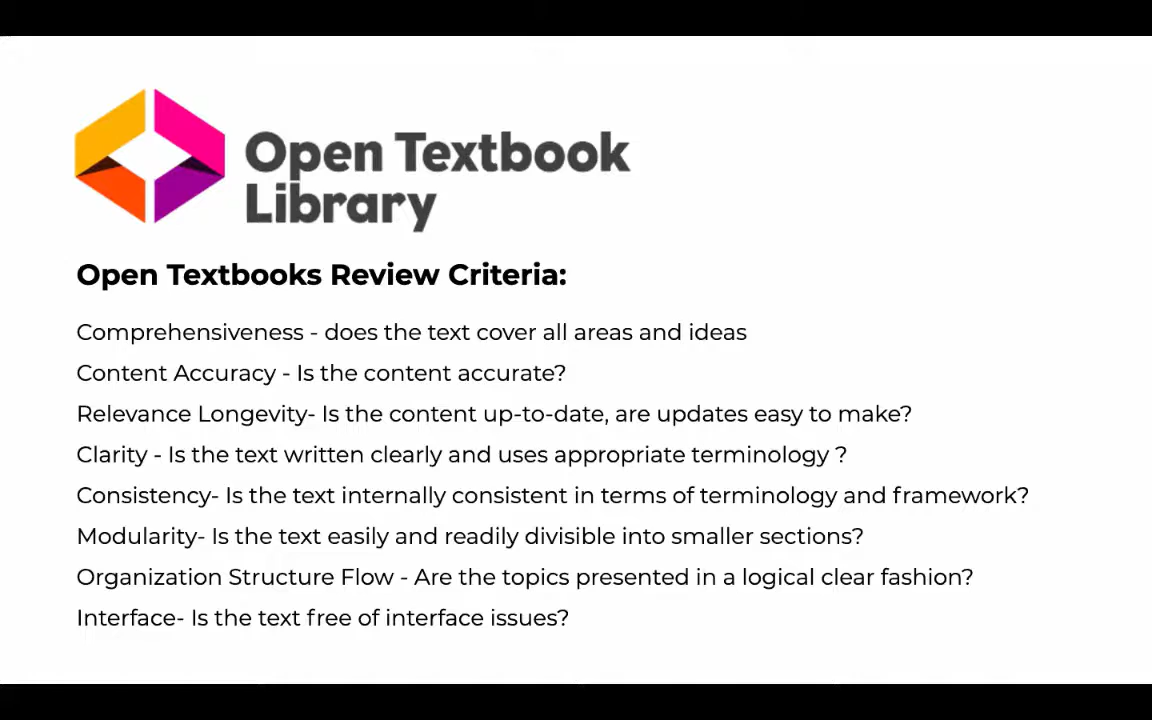 Open Textbook
Library
Open Textbooks Review Criteria:
Comprehensiveness - does the text cover all areas and ideas
Content Accuracy - Is the content accurate?
Relevance Longevity- Is the content up-to-date, are updates easy to make?
Clarity - Is the text written clearly and uses appropriate terminology ?
Consistency- Is the text internally consistent in terms of terminology and framework?
Modularity- Is the text easily and readily divisible into smaller sections?
Organization Structure Flow - Are the topics presented in a logical clear fashion?
Interface- Is the text free of interface issues?